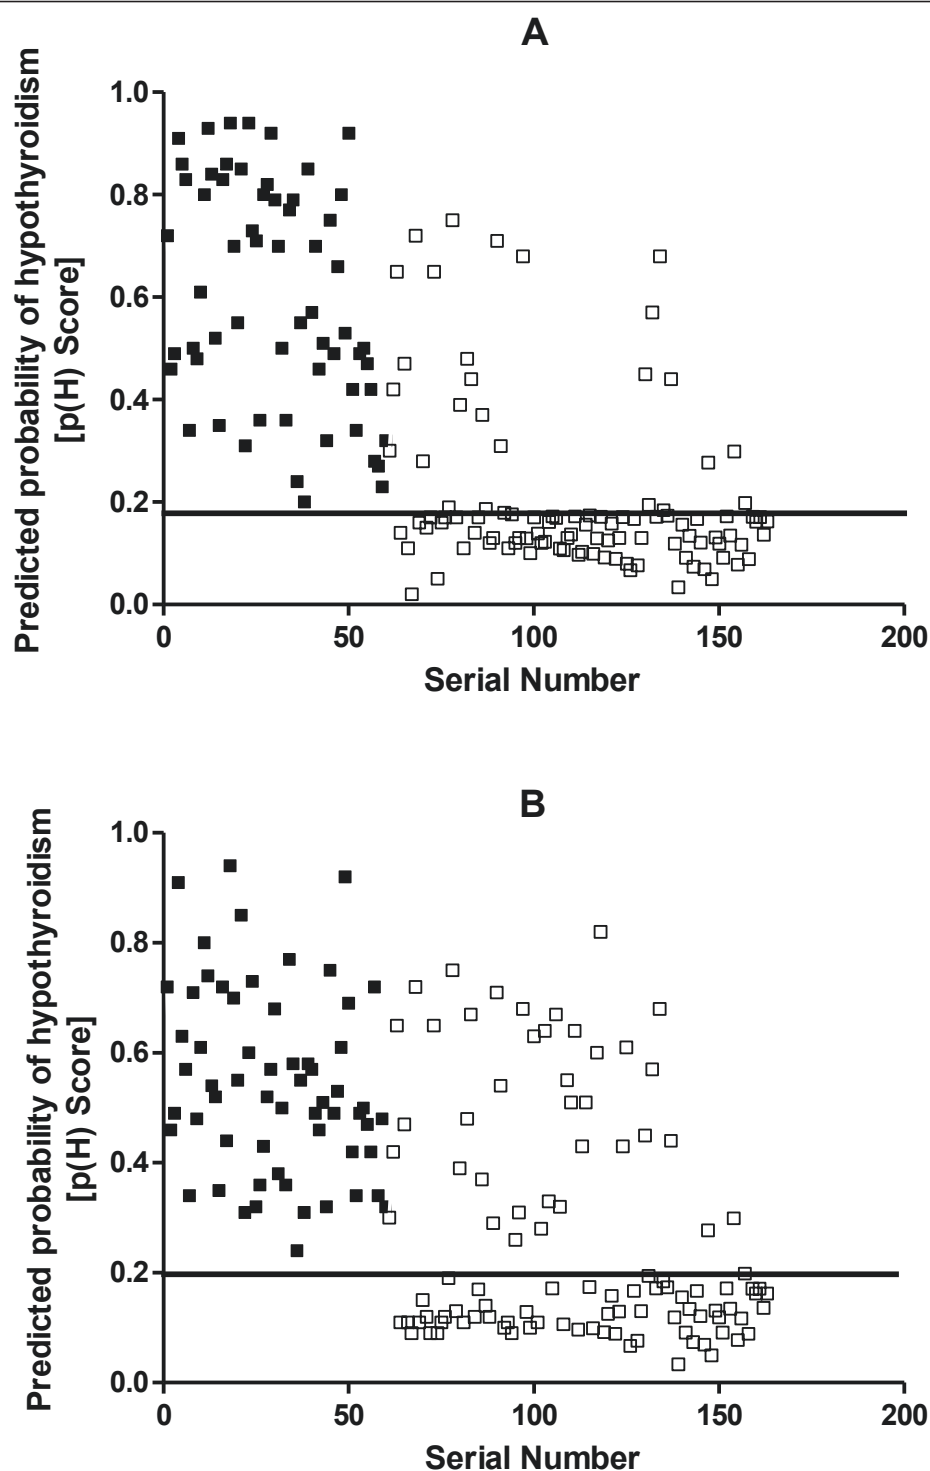 A
Predicted probability of hypothyroidism
[p(H) Score]
1.0
0.8
0.6
0.4
0.2
0.0
0 50 100 150 200
Serial Number
B
Predicted probability of hypothyroidism
[p(H) Score]
1.0
0.8
0.6
0.4
0.2
0.0
0 50 100 150 200
Serial Number